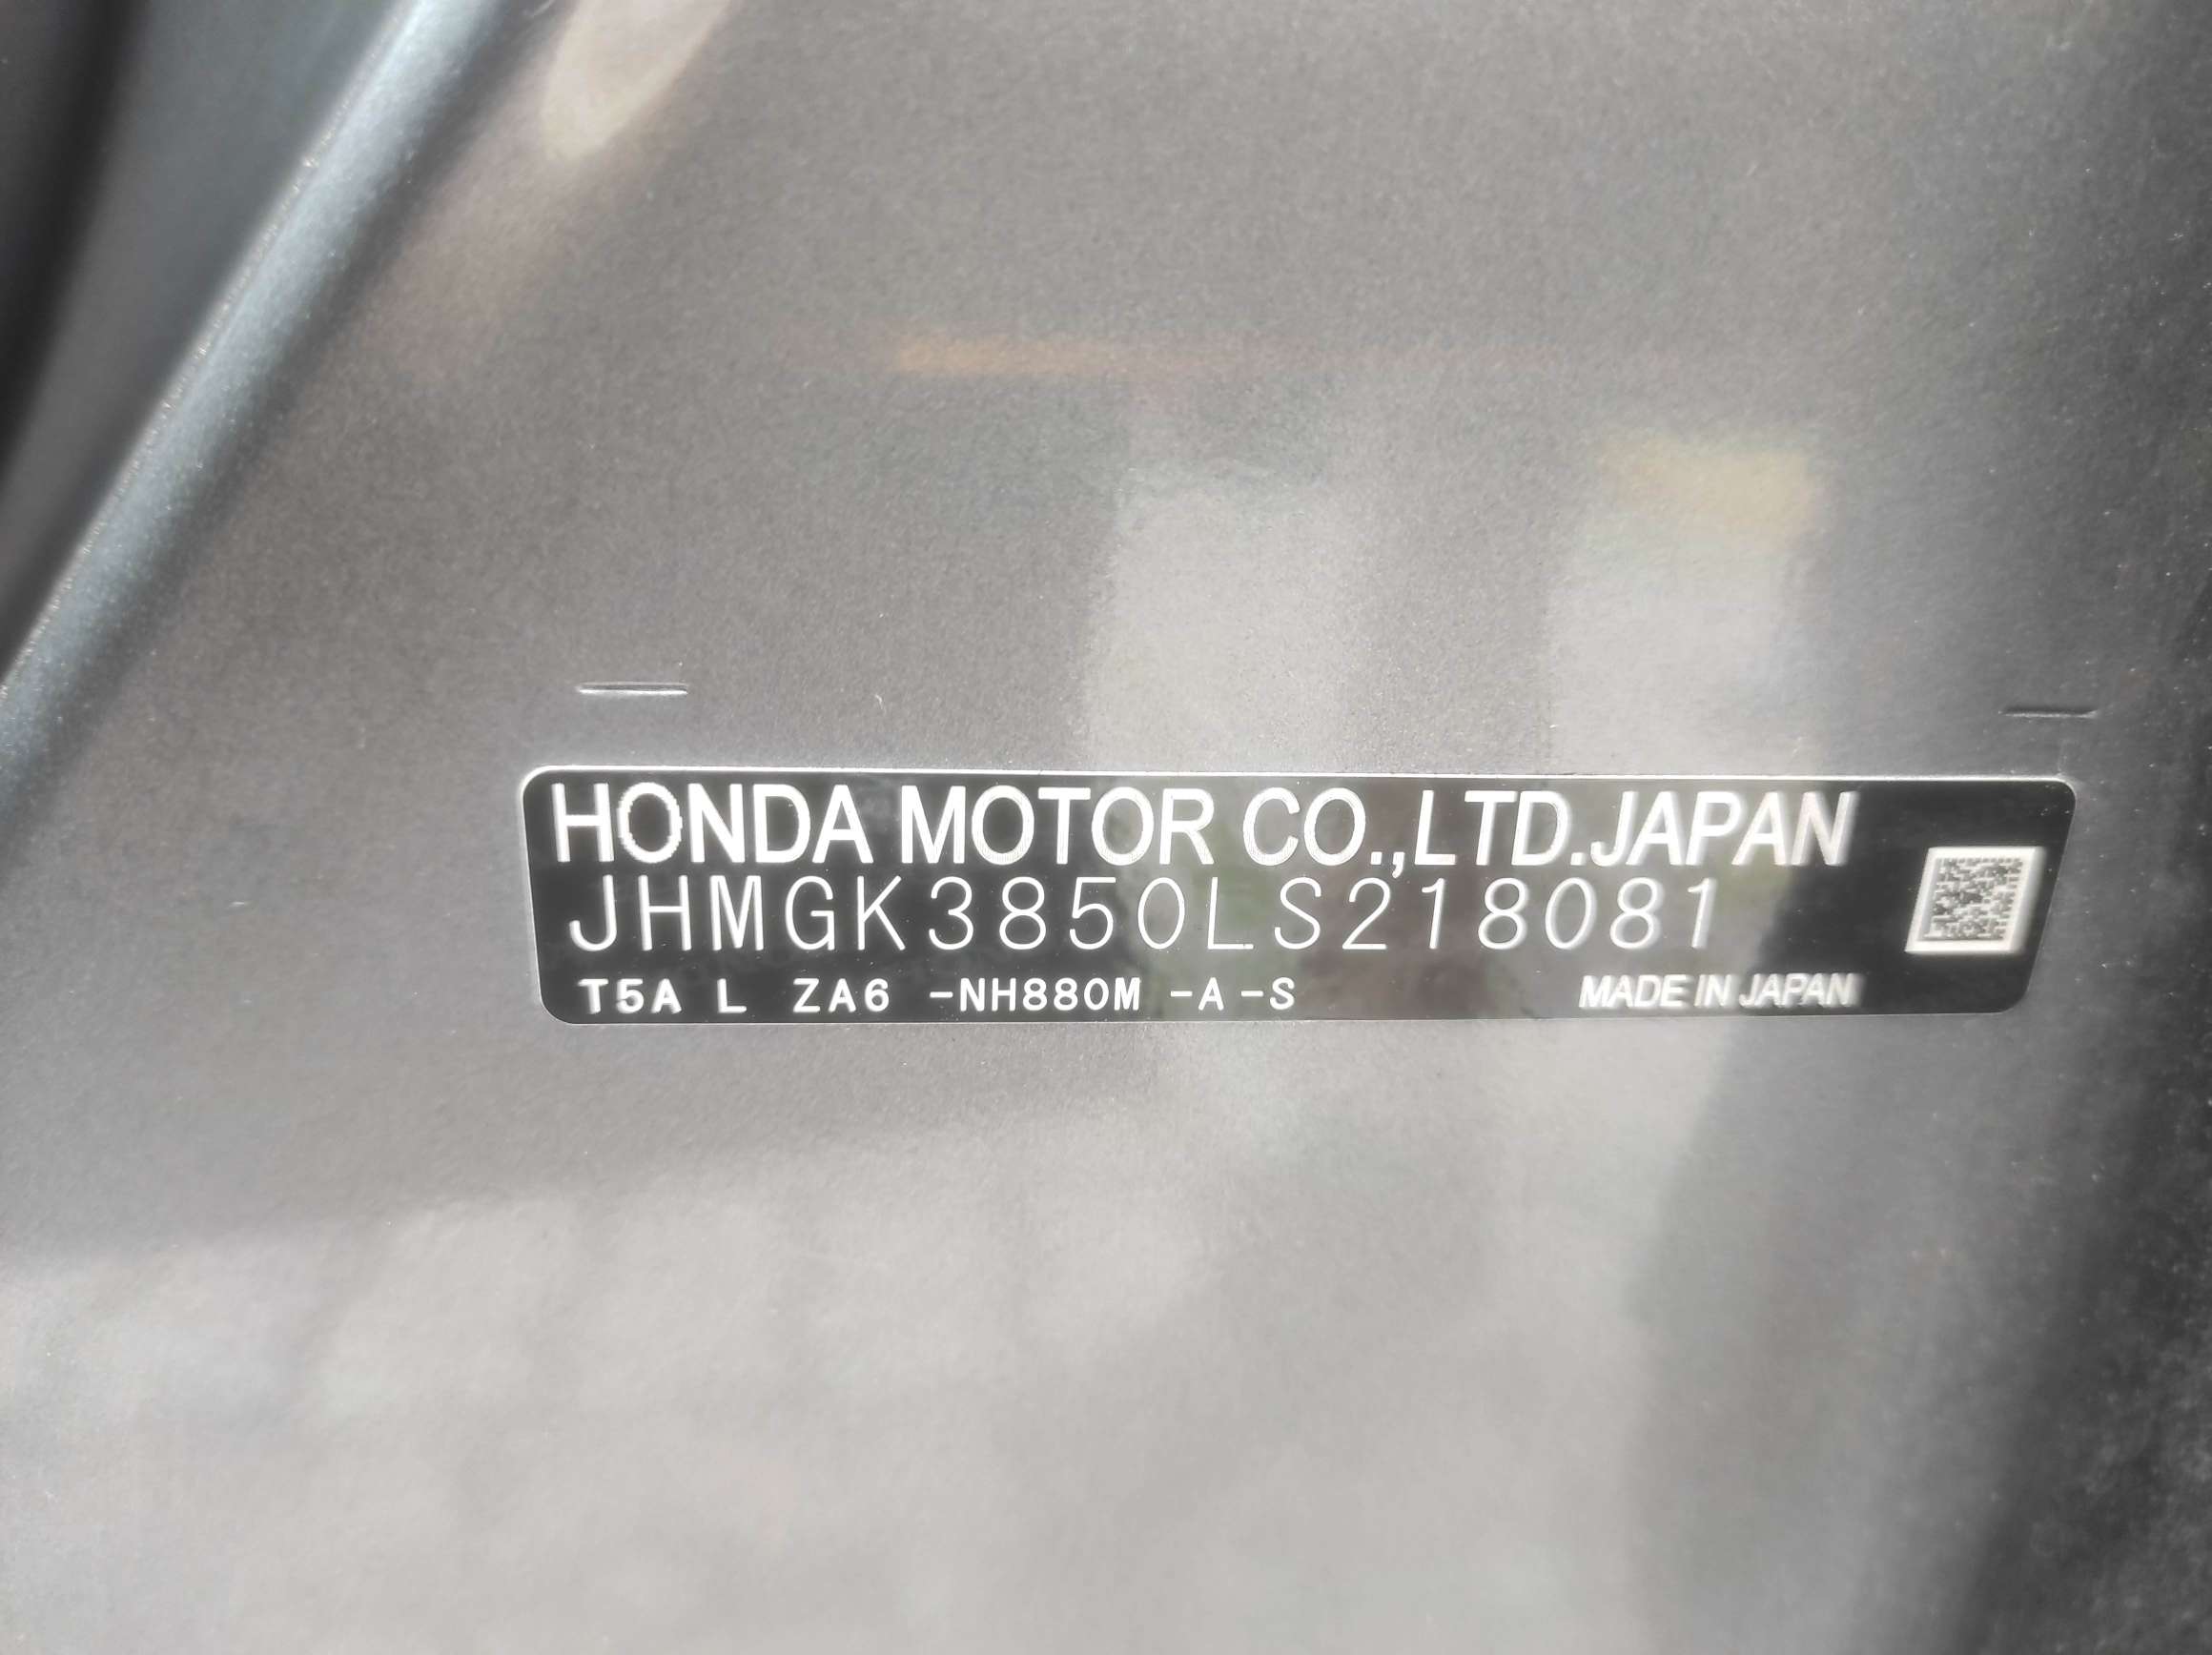 HONDA MOTOR CO.,LTD.JAPAN
JHMGK3850LS218081
T5A L ZA6 -NH880M -A -S MADE IN JAPAN